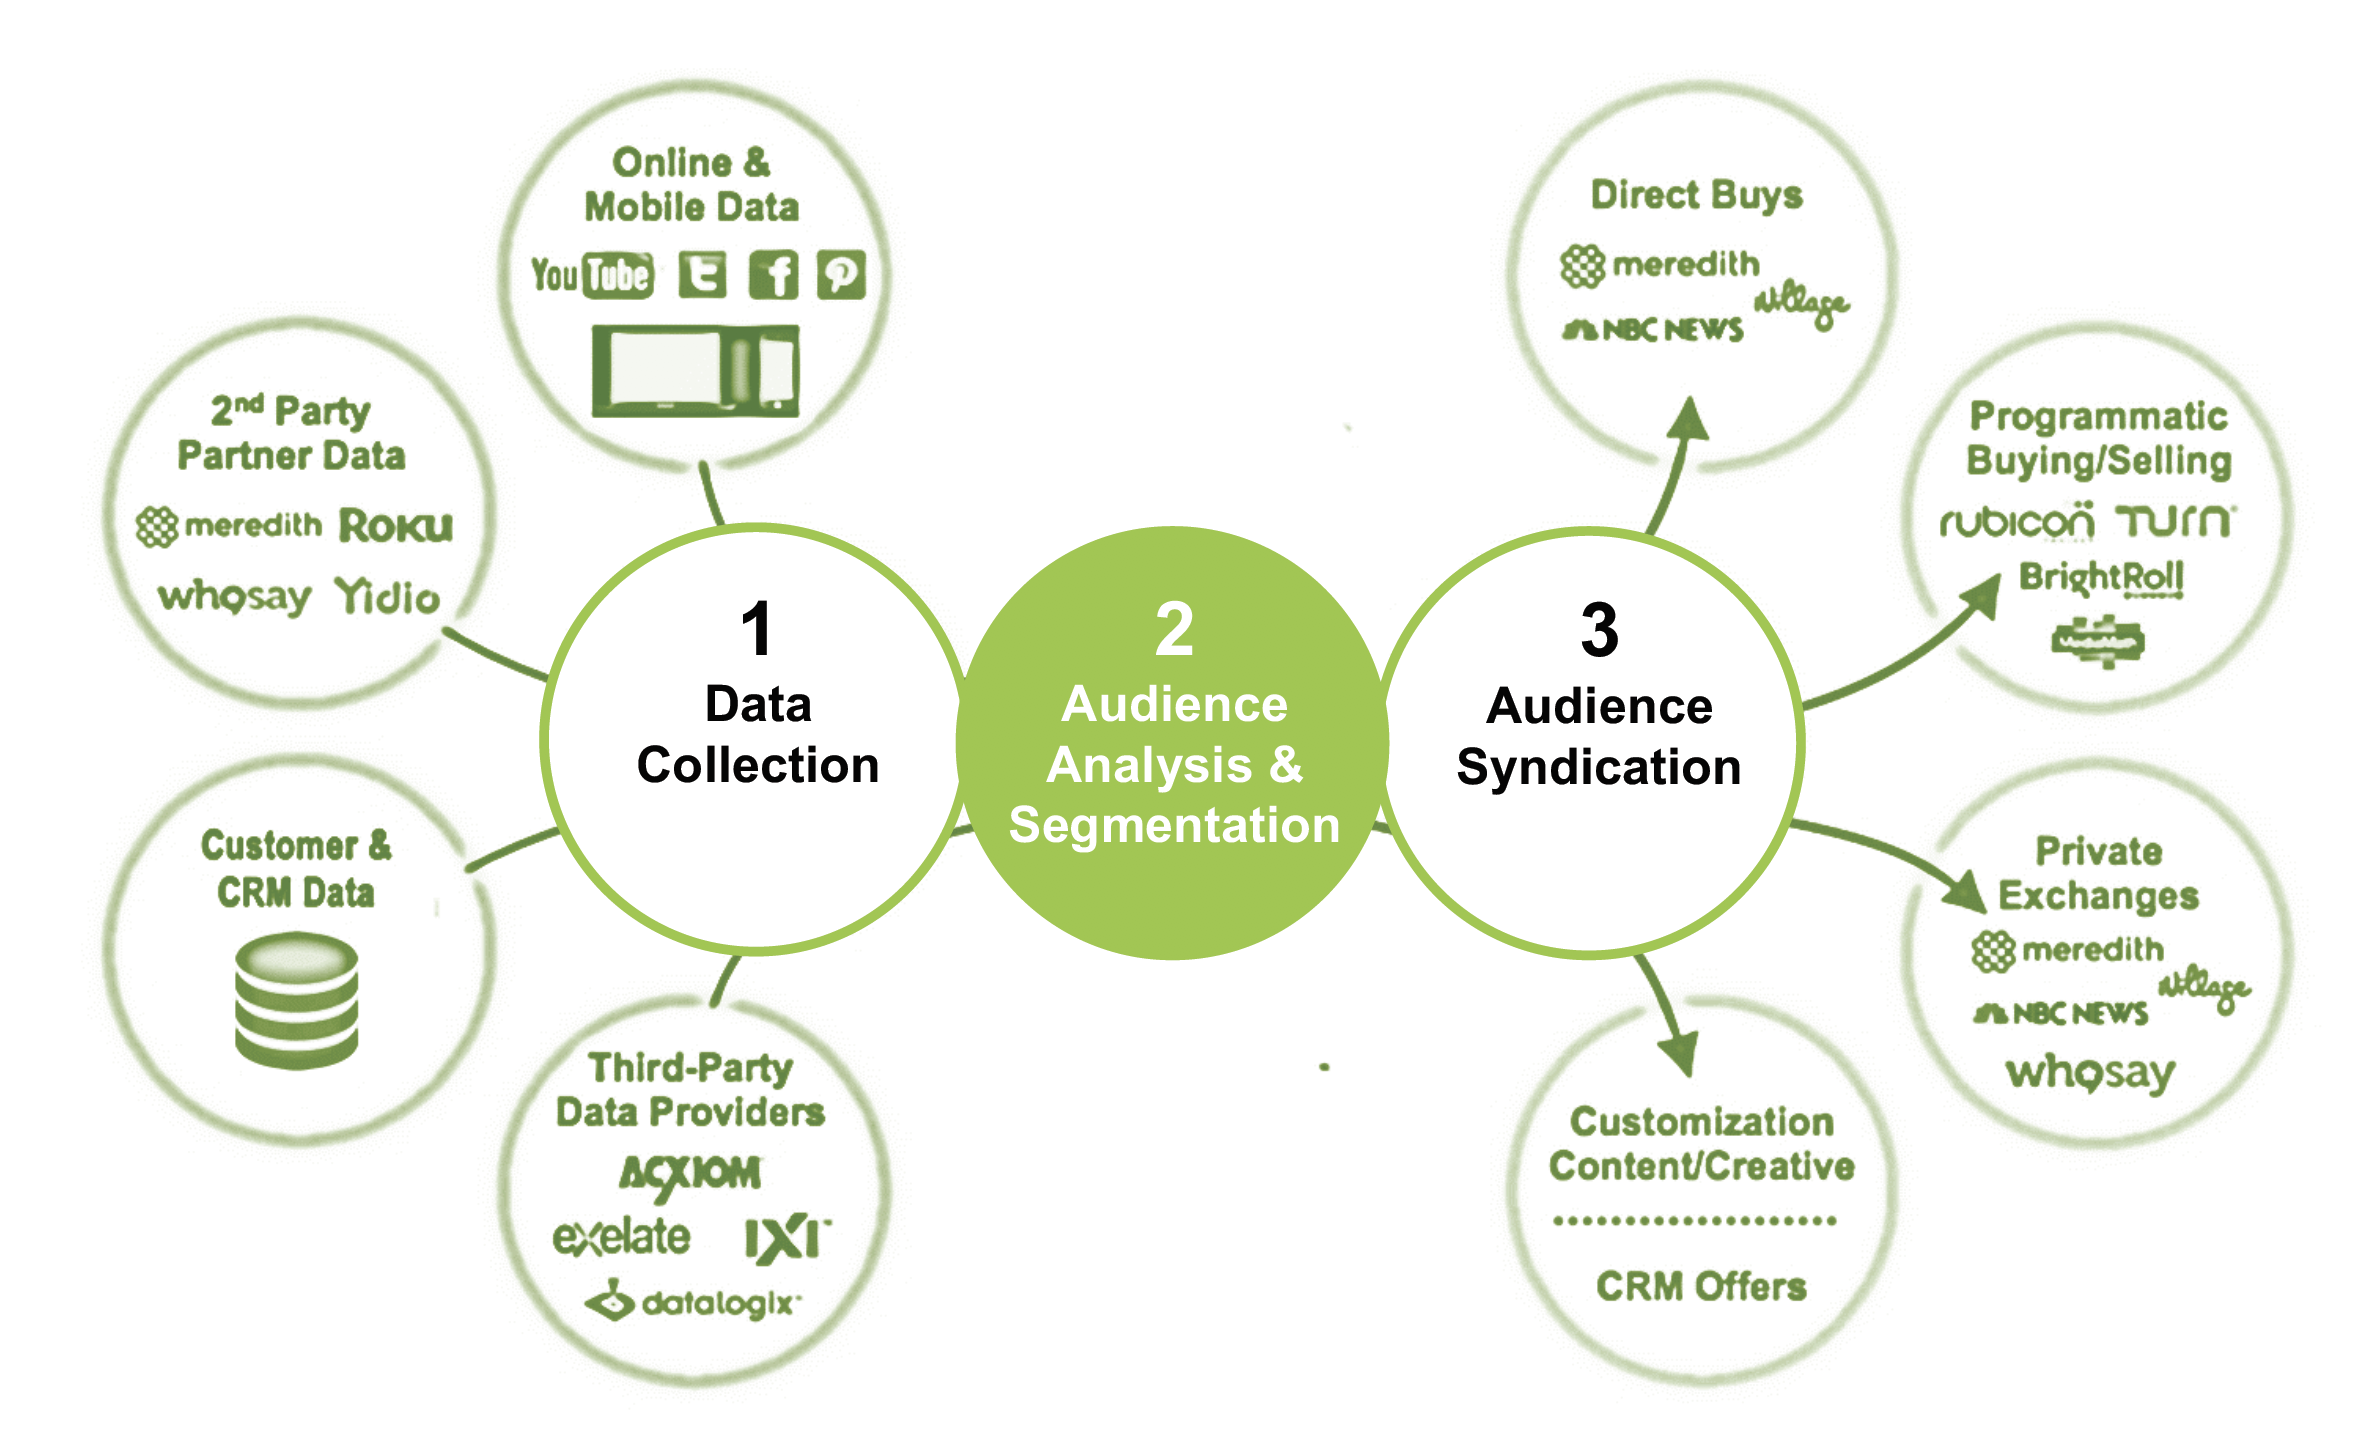 Online &
Mobile Data
YouTube
2nd Party
Partner Data
meredith ROKU
whosay Yidio
Customer &
CRM Data
Third-Party
Data Providers
ACXIOM
exelate IXI
datalogix
1
Data
Collection
2
Audience
Analysis &
Segmentation
3
Audience
Syndication
Direct Buys
meredith
iVillage
NBC NEWS
Programmatic
Buying/Selling
rubicon TURN
BrightRoll
Private
Exchanges
meredith
iVillage
NBC NEWS
whosay
Customization
Content/Creative
CRM Offers